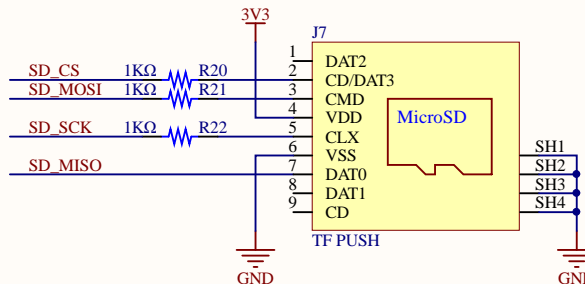 3V3
J7
1 DAT2
SD_CS 1KΩ R20 2 CD/DAT3
SD_MOSI 1KΩ R21 3 CMD
4 VDD
MicroSD
SD_SCK 1KΩ R22 5 CLX
6 VSS SH1
SD_MISO 7 DAT0 SH2
8 DAT1 SH3
9 CD SH4
TF PUSH
GND GND